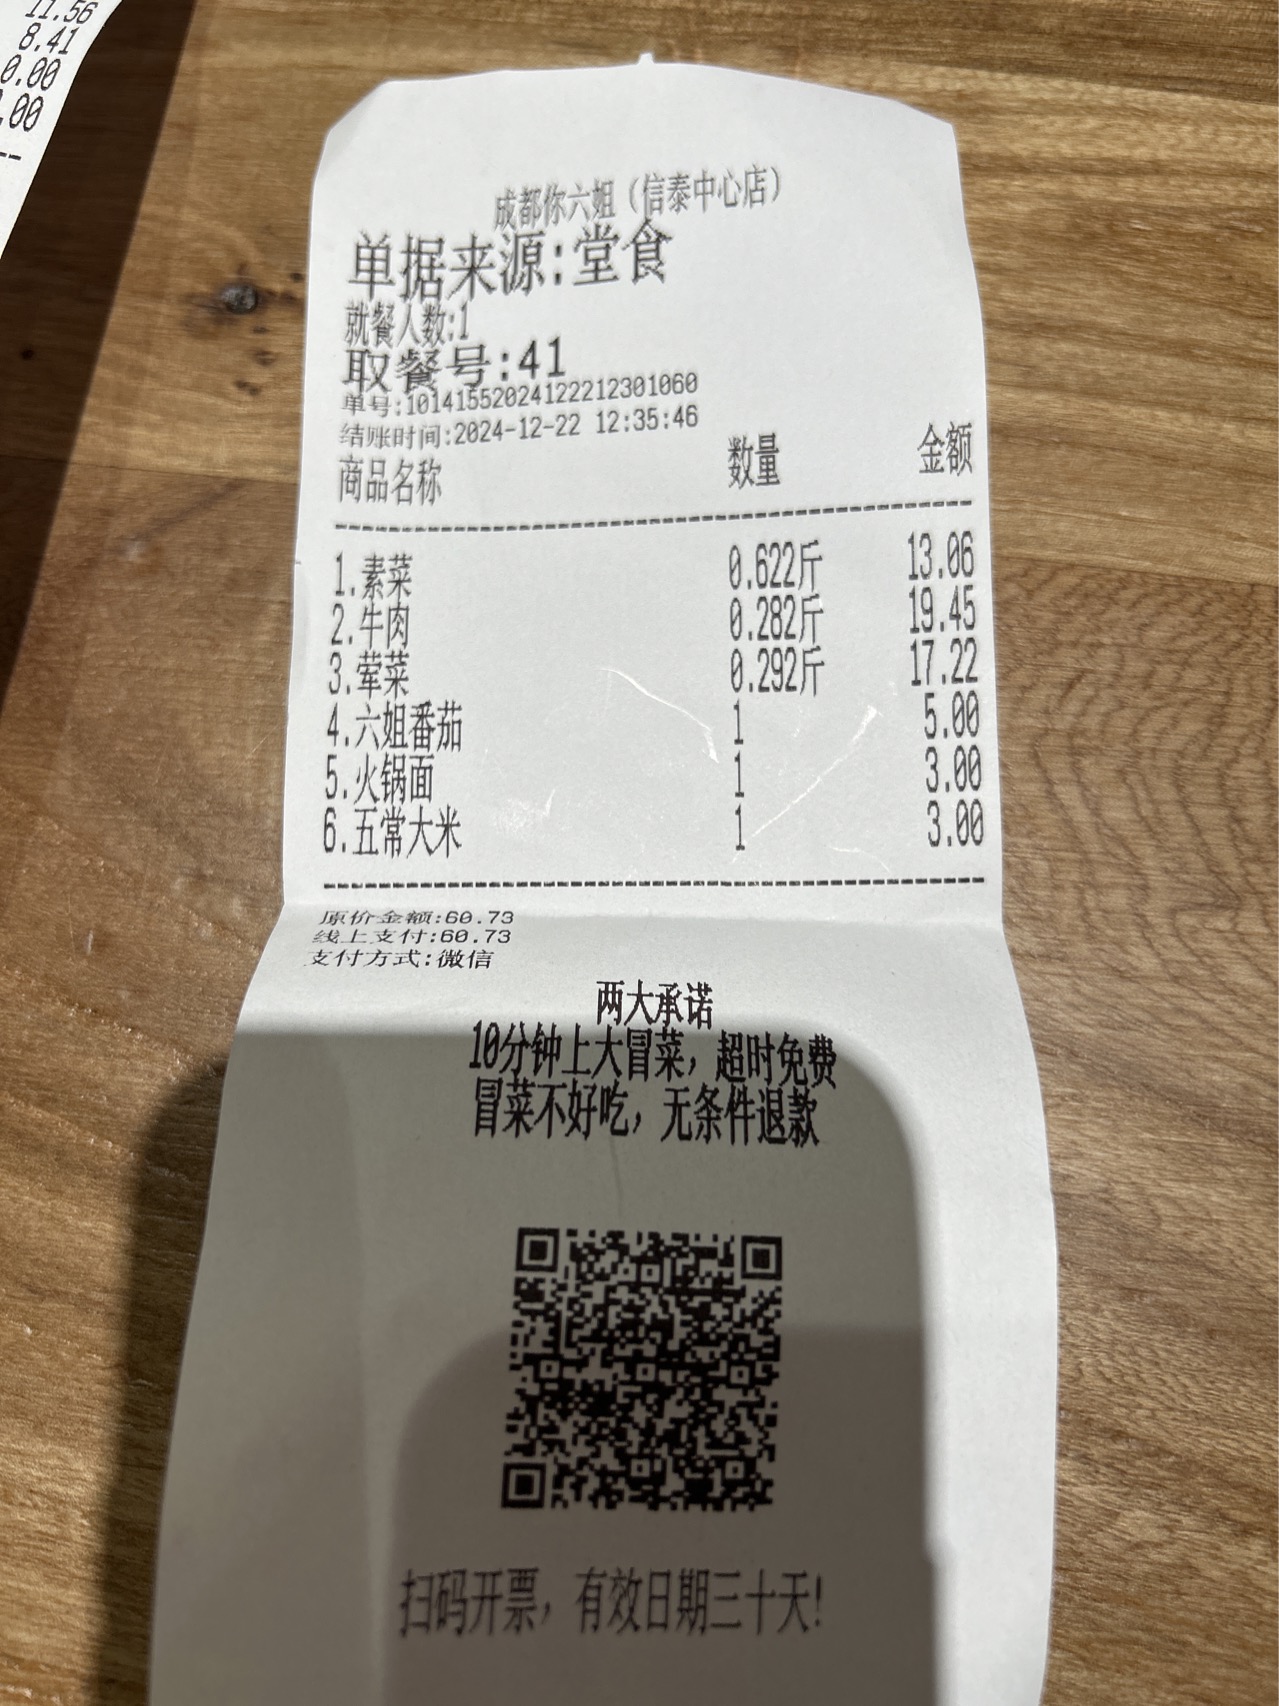 11.56
8.41
0.00
.00
--
成都你六姐(信泰中心店)
单据来源:堂食
就餐人数:1
取餐号:41
单号:10141552024122212301060
结账时间:2024-12-22 12:35:46
商品名称 数量 金额
1.素菜 0.622斤 13.06
2.牛肉 0.282斤 19.45
3.荤菜 0.292斤 17.22
4.六姐番茄 1 5.00
5.火锅面 1 3.00
6.五常大米 1 3.00
原价金额:60.73
线上支付:60.73
支付方式:微信
两大承诺
10分钟上大冒菜，超时免费
冒菜不好吃，无条件退款
扫码开票，有效日期三十天!